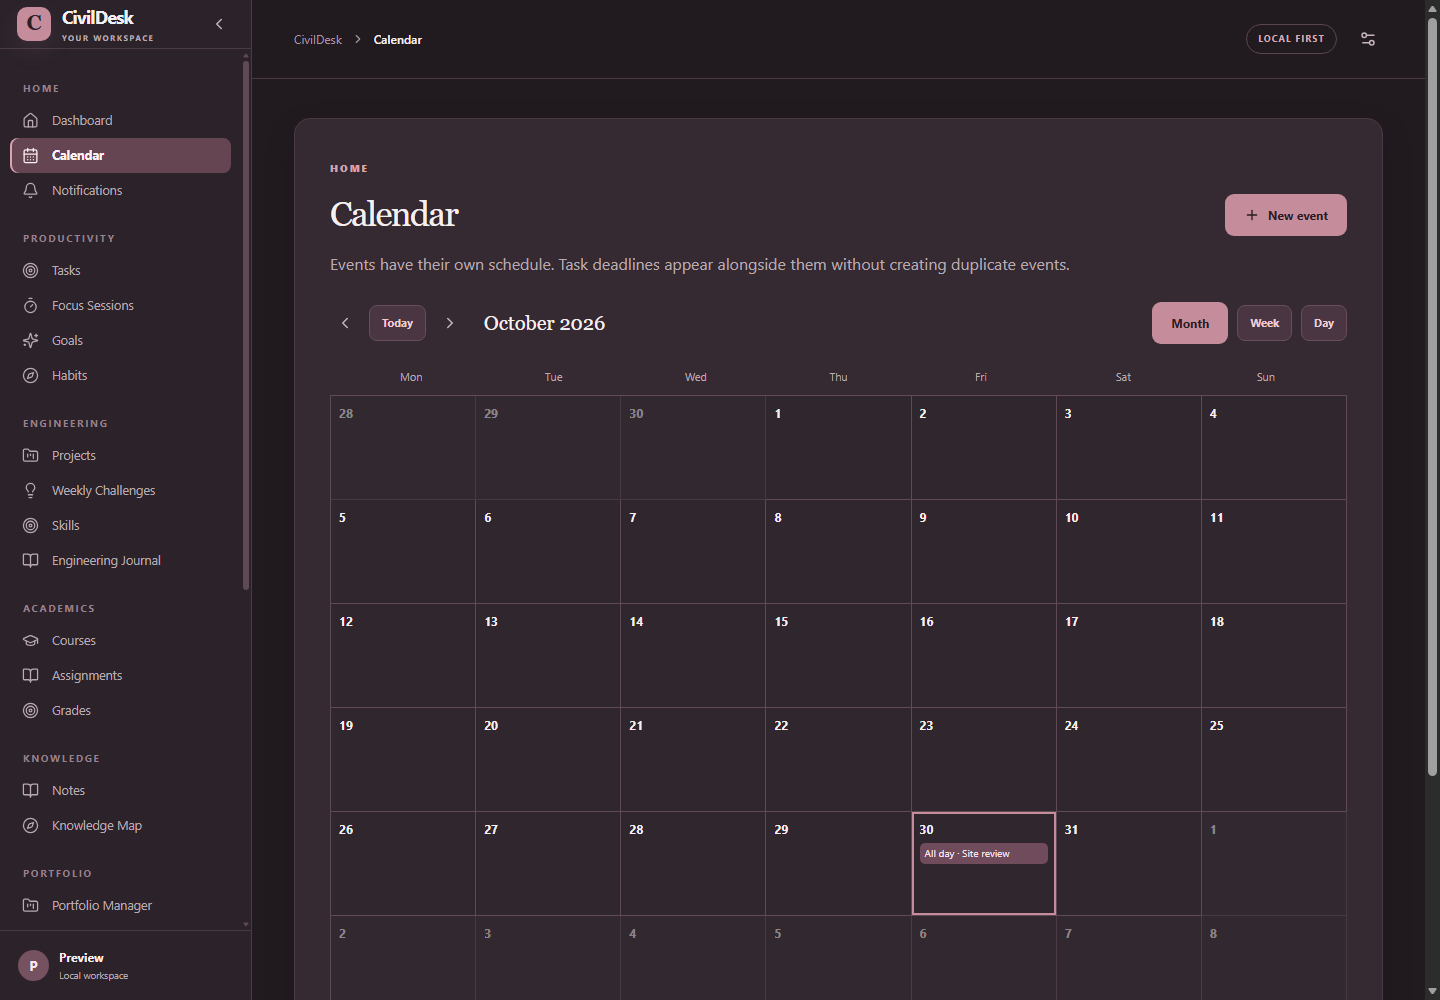 C
CivilDesk
YOUR WORKSPACE
HOME
Dashboard
Calendar
Notifications
PRODUCTIVITY
Tasks
Focus Sessions
Goals
Habits
ENGINEERING
Projects
Weekly Challenges
Skills
Engineering Journal
ACADEMICS
Courses
Assignments
Grades
KNOWLEDGE
Notes
Knowledge Map
PORTFOLIO
Portfolio Manager
P
Preview
Local workspace
CivilDesk > Calendar
LOCAL FIRST
HOME
Calendar
+ New event
Events have their own schedule. Task deadlines appear alongside them without creating duplicate events.
Today
October 2026
Month Week Day
Mon Tue Wed Thu Fri Sat Sun
28 29 30 1 2 3 4
5 6 7 8 9 10 11
12 13 14 15 16 17 18
19 20 21 22 23 24 25
26 27 28 29 30 31 1
All day · Site review
2 3 4 5 6 7 8